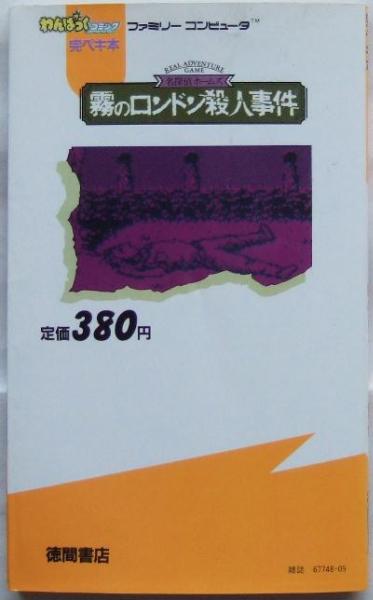 わんぱっくコミック ファミリー コンピュータ™
完ペキ本
REAL ADVENTURE
GAME
名探偵ホームズ
霧のロンドン殺人事件
定価380円
徳間書店
雑誌 67748-05